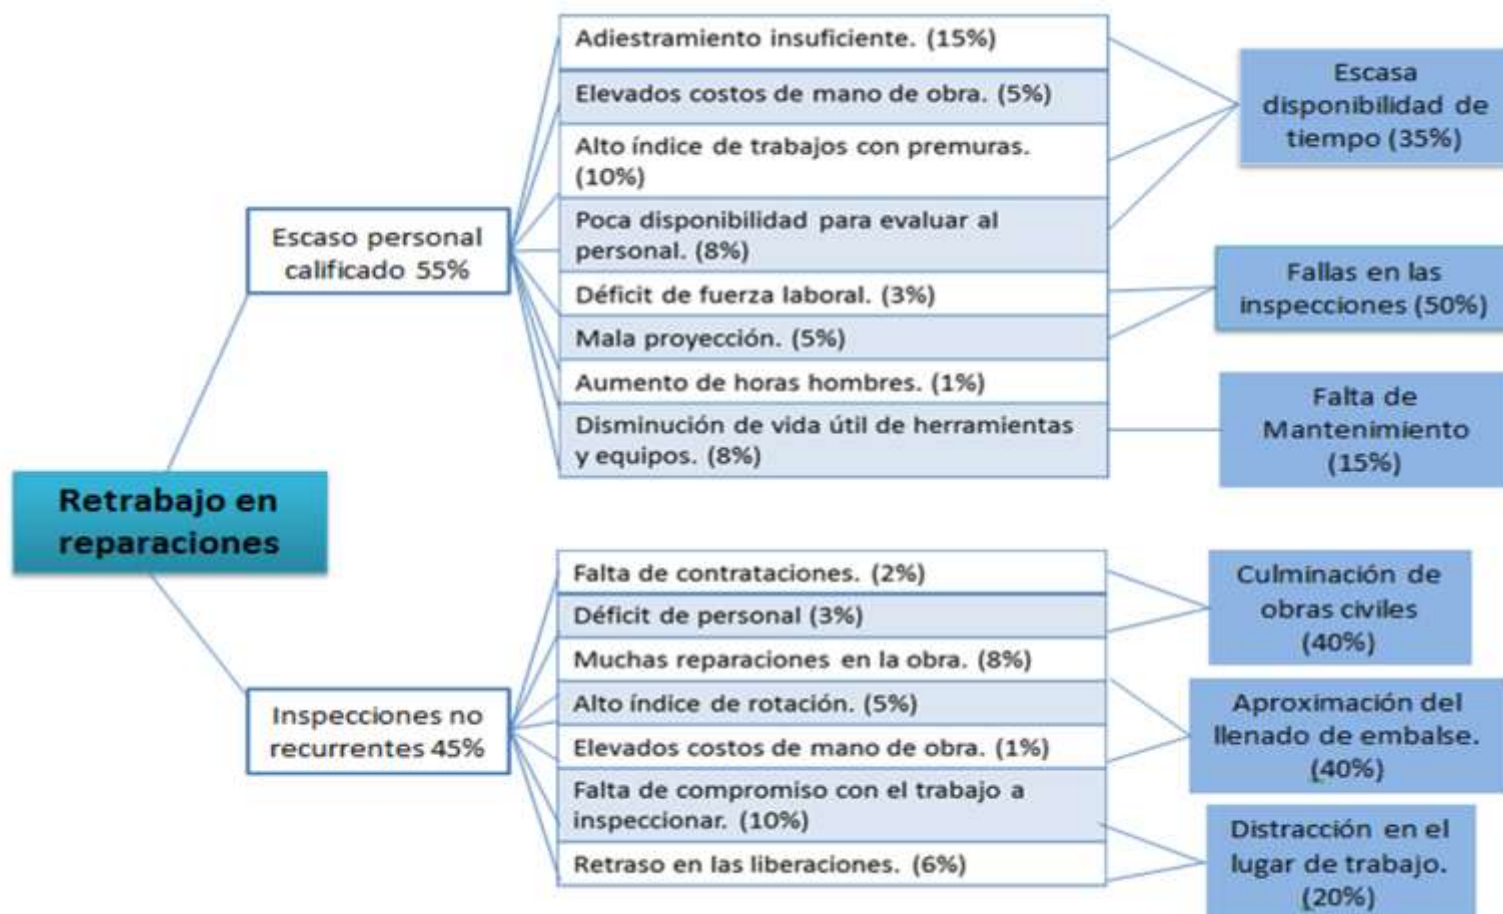 Retrabajo en
reparaciones
Escaso personal
calificado 55%
Adiestramiento insuficiente. (15%)
Elevados costos de mano de obra. (5%)
Alto índice de trabajos con premuras.
(10%)
Poca disponibilidad para evaluar al
personal. (8%)
Déficit de fuerza laboral. (3%)
Mala proyección. (5%)
Aumento de horas hombres. (1%)
Disminución de vida útil de herramientas
y equipos. (8%)
Escasa
disponibilidad de
tiempo (35%)
Fallas en las
inspecciones (50%)
Falta de
Mantenimiento
(15%)
Inspecciones no
recurrentes 45%
Falta de contrataciones. (2%)
Déficit de personal (3%)
Muchas reparaciones en la obra. (8%)
Alto índice de rotación. (5%)
Elevados costos de mano de obra. (1%)
Falta de compromiso con el trabajo a
inspeccionar. (10%)
Retraso en las liberaciones. (6%)
Culminación de
obras civiles
(40%)
Aproximación del
llenado de embalse.
(40%)
Distracción en el
lugar de trabajo.
(20%)